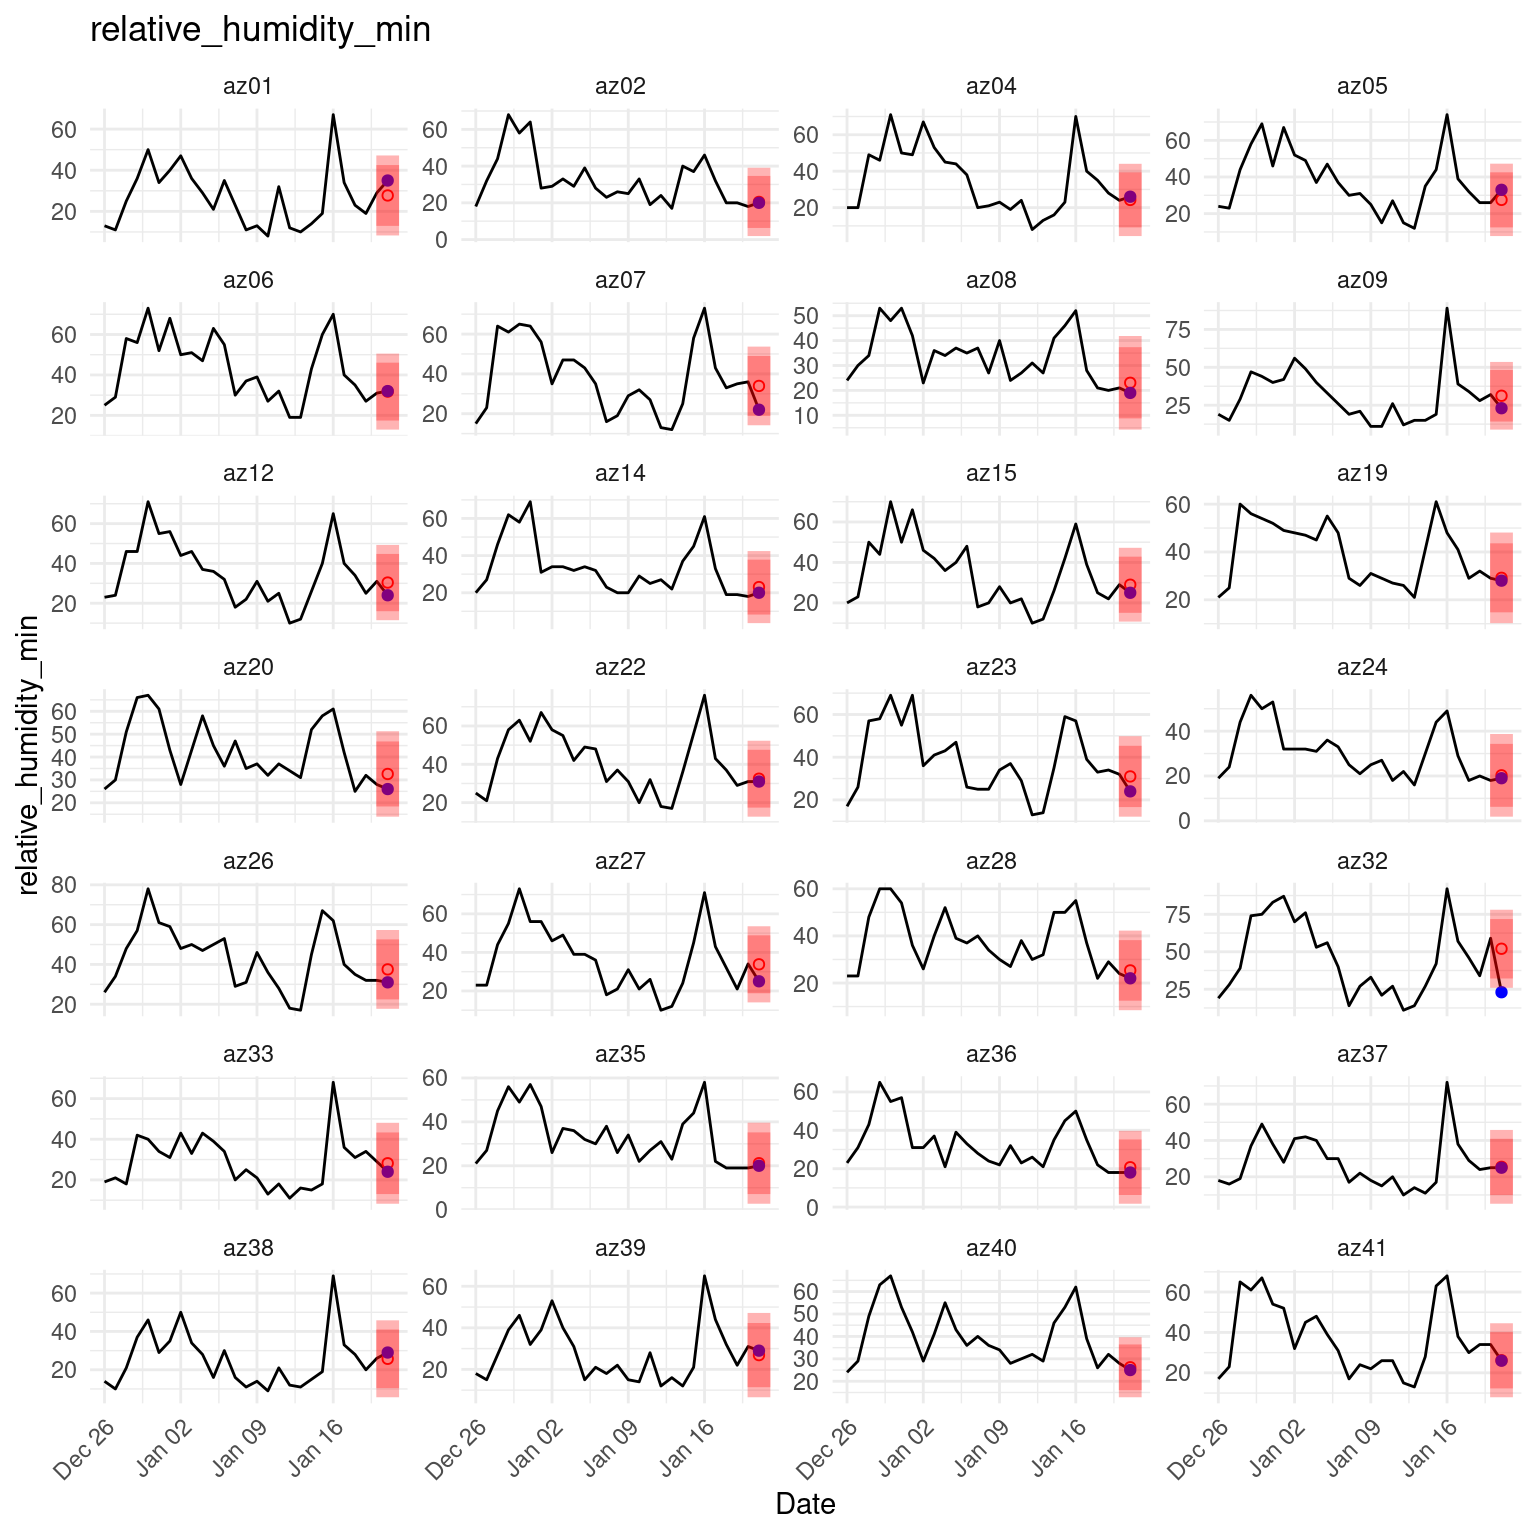 relative_humidity_min
az01 az02 az04 az05
60 60 60 60
40 40 40 40
20 20 20 20
0
az06 az07 az08 az09
60 60 50 75
40 40 40 50
20 20 30 25
20
10
az12 az14 az15 az19
60 60 60 60
40 40 40 40
20 20 20 20
relative_humidity_min
az20 az22 az23 az24
60 60 60 40
50 40 40 20
40 20 20 0
30
20
az26 az27 az28 az32
80 60 60 75
60 40 40 50
40 20 20 25
20
az33 az35 az36 az37
60 60 60 60
40 40 40 40
20 20 20 20
0 0
az38 az39 az40 az41
60 60 60 60
40 40 50 40
20 20 40 20
30
20
Dec 26 Jan 02 Jan 09 Jan 16 Dec 26 Jan 02 Jan 09 Jan 16 Dec 26 Jan 02 Jan 09 Jan 16 Dec 26 Jan 02 Jan 09 Jan 16
Date